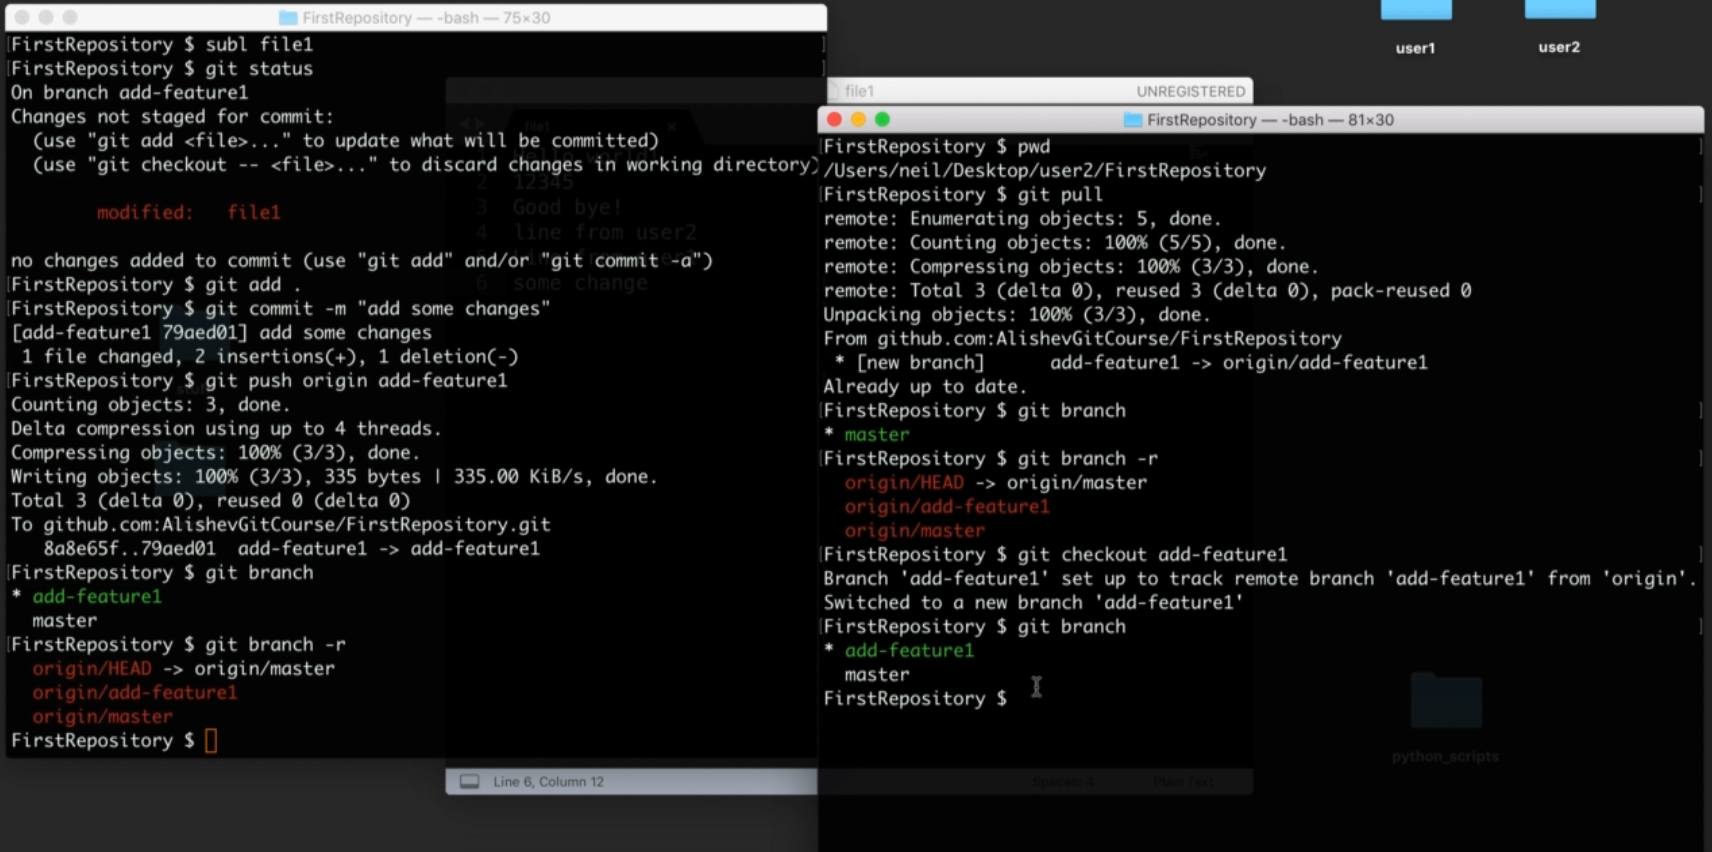 FirstRepository — -bash — 75×30
[FirstRepository $ subl file1
[FirstRepository $ git status
On branch add-feature1
Changes not staged for commit:
  (use "git add <file>..." to update what will be committed)
  (use "git checkout -- <file>..." to discard changes in working directory)
        modified:   file1
no changes added to commit (use "git add" and/or "git commit -a")
[FirstRepository $ git add .
[FirstRepository $ git commit -m "add some changes"
[add-feature1 79aed01] add some changes
 1 file changed, 2 insertions(+), 1 deletion(-)
[FirstRepository $ git push origin add-feature1
Counting objects: 3, done.
Delta compression using up to 4 threads.
Compressing objects: 100% (3/3), done.
Writing objects: 100% (3/3), 335 bytes | 335.00 KiB/s, done.
Total 3 (delta 0), reused 0 (delta 0)
To github.com:AlishevGitCourse/FirstRepository.git
   8a8e65f..79aed01  add-feature1 -> add-feature1
[FirstRepository $ git branch
* add-feature1
  master
[FirstRepository $ git branch -r
  origin/HEAD -> origin/master
  origin/add-feature1
  origin/master
FirstRepository $
file1
UNREGISTERED
file1
2 12345
3 Good bye!
4 line from user2
6 some change
Line 6, Column 12
Spaces: 4
Plain Text
user1
user2
FirstRepository — -bash — 81×30
[FirstRepository $ pwd
/Users/neil/Desktop/user2/FirstRepository
[FirstRepository $ git pull
remote: Enumerating objects: 5, done.
remote: Counting objects: 100% (5/5), done.
remote: Compressing objects: 100% (3/3), done.
remote: Total 3 (delta 0), reused 3 (delta 0), pack-reused 0
Unpacking objects: 100% (3/3), done.
From github.com:AlishevGitCourse/FirstRepository
 * [new branch]      add-feature1 -> origin/add-feature1
Already up to date.
[FirstRepository $ git branch
* master
[FirstRepository $ git branch -r
  origin/HEAD -> origin/master
  origin/add-feature1
  origin/master
[FirstRepository $ git checkout add-feature1
Branch 'add-feature1' set up to track remote branch 'add-feature1' from 'origin'.
Switched to a new branch 'add-feature1'
[FirstRepository $ git branch
* add-feature1
  master
FirstRepository $
python_scripts